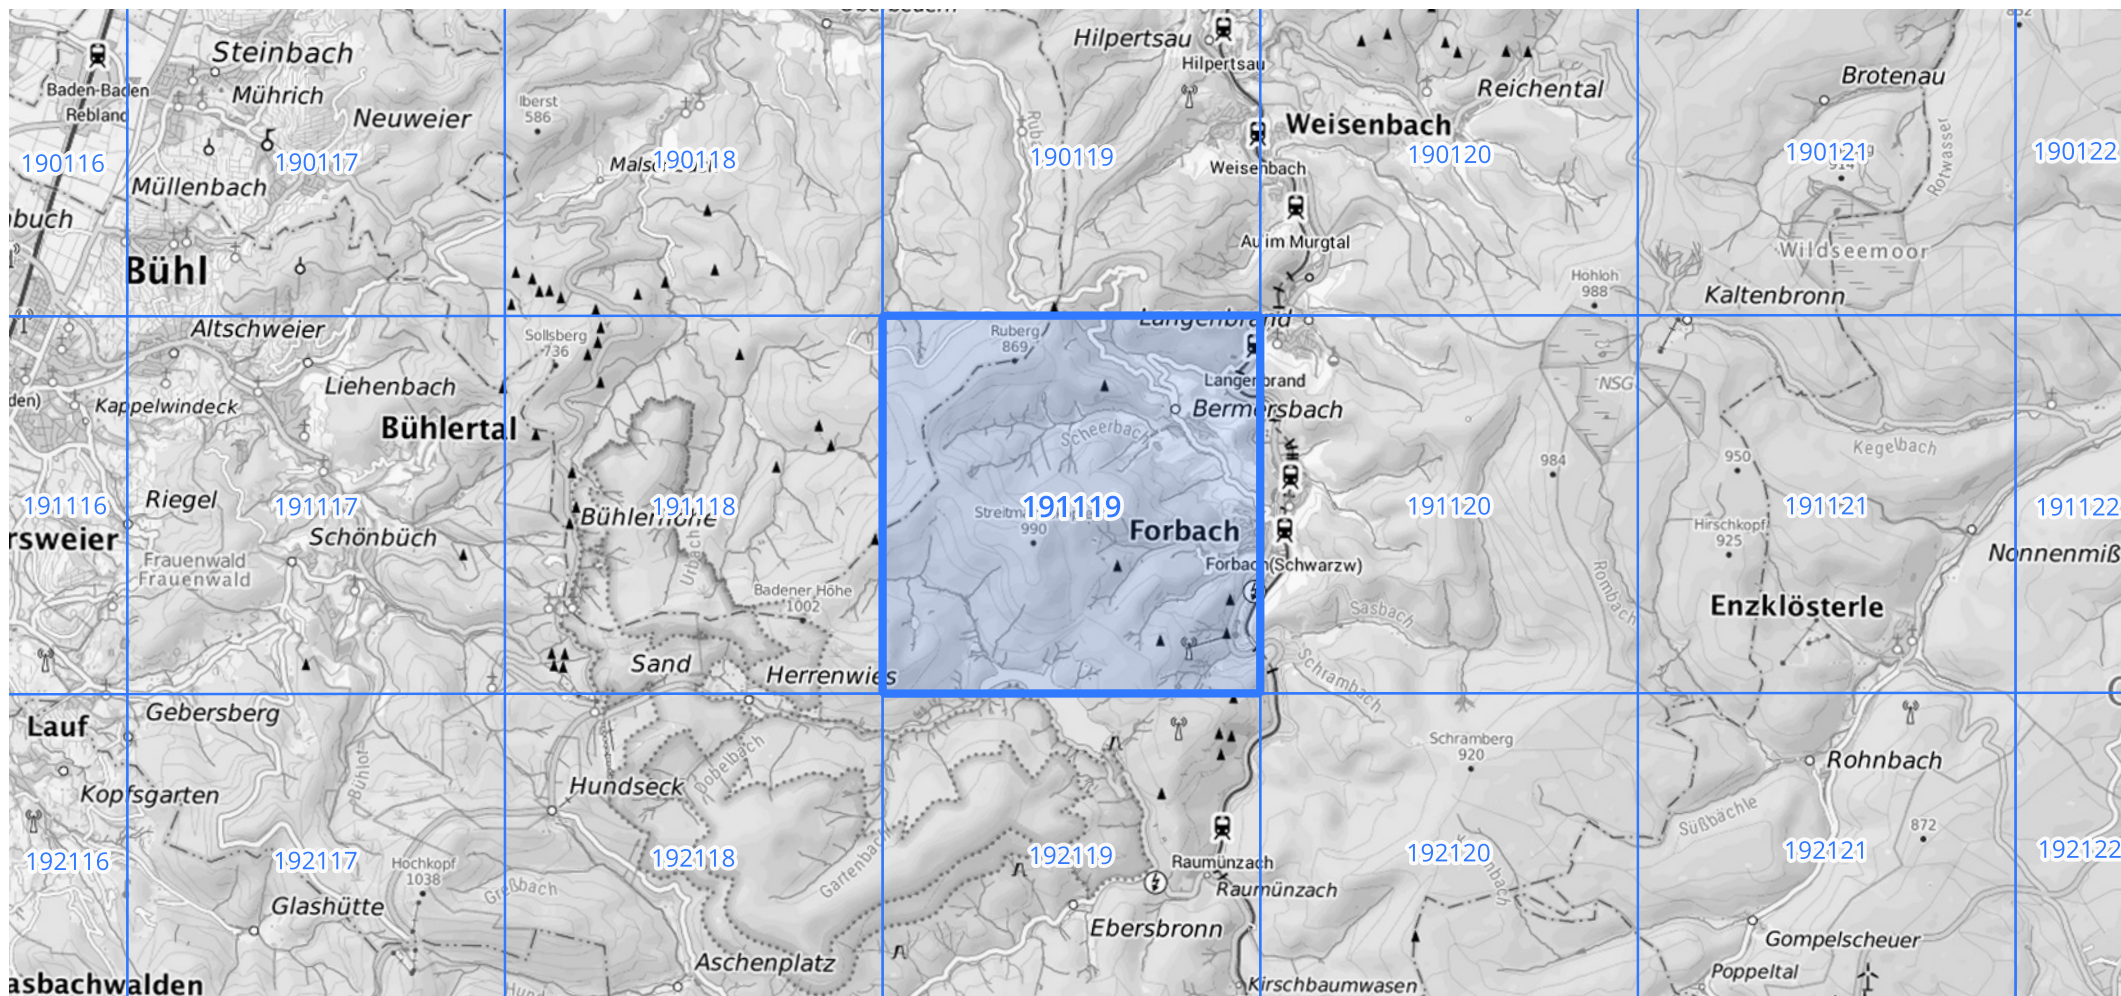 Steinbach
Hilpertsau
Hilpertsau
Baden-Baden
Rebland
Mührich
Neuweier
Iberst
586
Reichental
Brotenau
Weisenbach
Weisenbach
Rotwasser
190116
190117
190118
190119
190120
190121
190122
Müllenbach
Au im Murgtal
Wildseemoor
Bühl
Hohloh
988
Kaltenbronn
Altschweier
Sollsberg
736
Ruberg
869
Langenbrand
Langenbrand
Liehenbach
Kappelwindeck
Bühlertal
Bermersbach
Scheerbach
NSG
Kegelbach
984
950
191116
191117
191118
191119
191120
191121
191122
Riegel
Schönbüch
Bühlerhöhe
990
Forbach
Forbach(Schwarzw)
Hirschkopf
925
Nonnenmiß
Frauenwald
Frauenwald
Urbach
Badener Höhe
1002
Sasbach
Rombach
Enzklösterle
Sand
Herrenwies
Schrambach
Lauf
Gebersberg
Schramberg
920
Rohnbach
Dobelbach
Hundseck
Kopfsgarten
Bühlot
Süßbächle
872
192116
192117
192118
192119
192120
192121
192122
Hochkopf
1038
Greßbach
Gartenbach
Raumünzach
Raumünzach
Glashütte
Ebersbronn
Gompelscheuer
Aschenplatz
Poppeltal
Kirschbaumwasen
asbachwalden